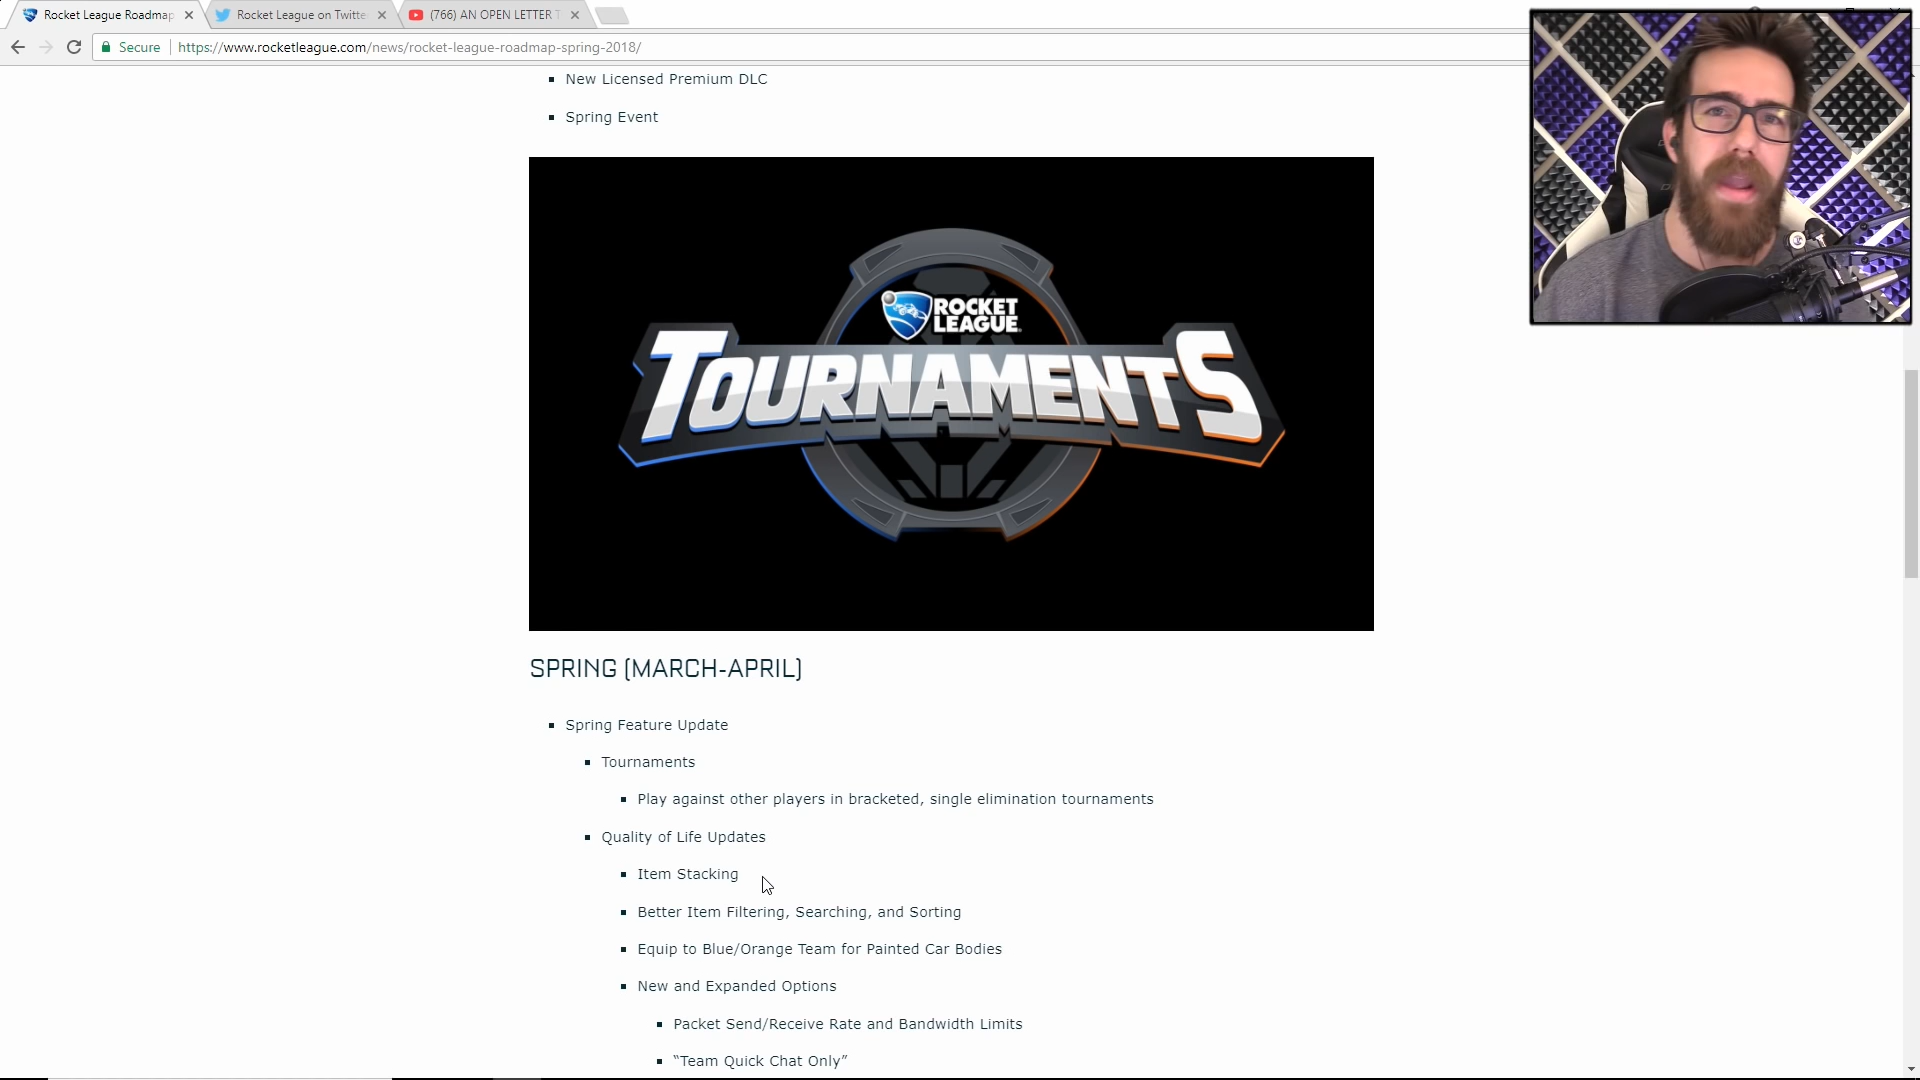 Rocket League Roadmap
Rocket League on Twitte
(766) AN OPEN LETTER T
Secure
https://www.rocketleague.com/news/rocket-league-roadmap-spring-2018/
New Licensed Premium DLC
Spring Event
ROCKET
LEAGUE
TOURNAMENTS
SPRING (MARCH-APRIL)
Spring Feature Update
Tournaments
Play against other players in bracketed, single elimination tournaments
Quality of Life Updates
Item Stacking
Better Item Filtering, Searching, and Sorting
Equip to Blue/Orange Team for Painted Car Bodies
New and Expanded Options
Packet Send/Receive Rate and Bandwidth Limits
“Team Quick Chat Only”